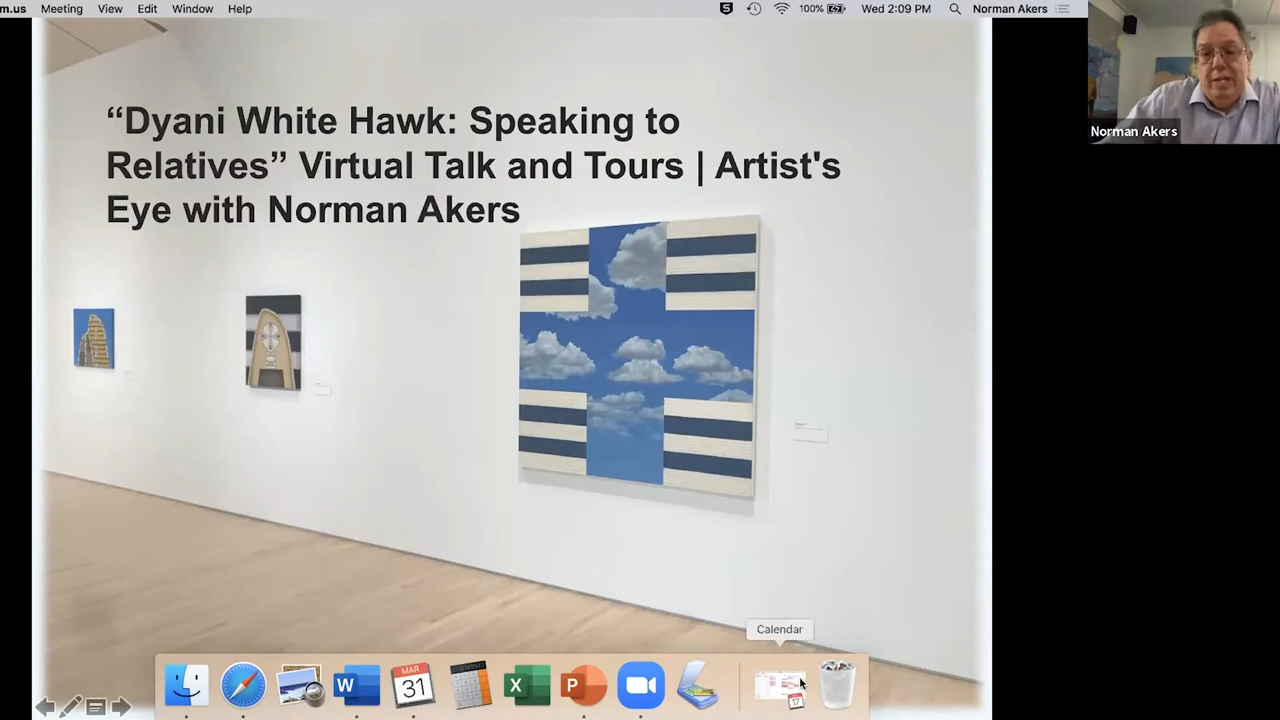 m.us Meeting View Edit Window Help 100% Wed 2:09 PM Norman Akers
Norman Akers
“Dyani White Hawk: Speaking to
Relatives” Virtual Talk and Tours | Artist's
Eye with Norman Akers
Calendar
MAR
31
W
X
P
17